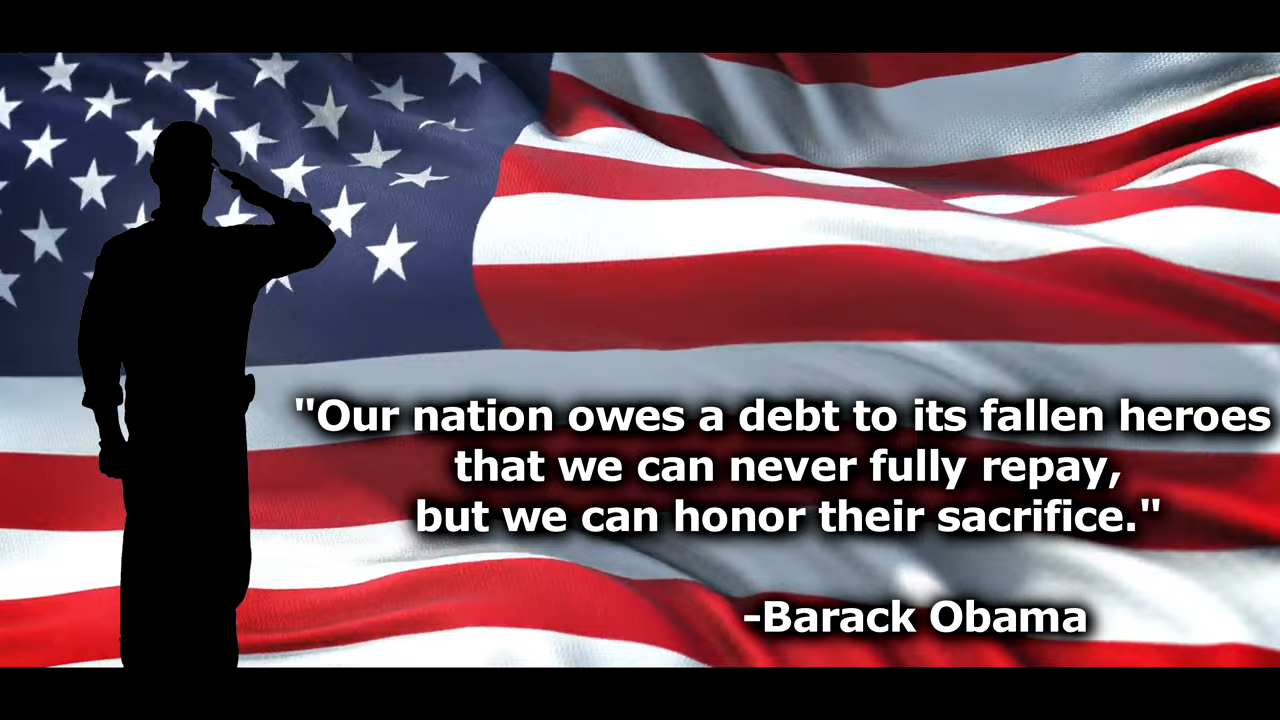 "Our nation owes a debt to its fallen heroes
that we can never fully repay,
but we can honor their sacrifice."
-Barack Obama